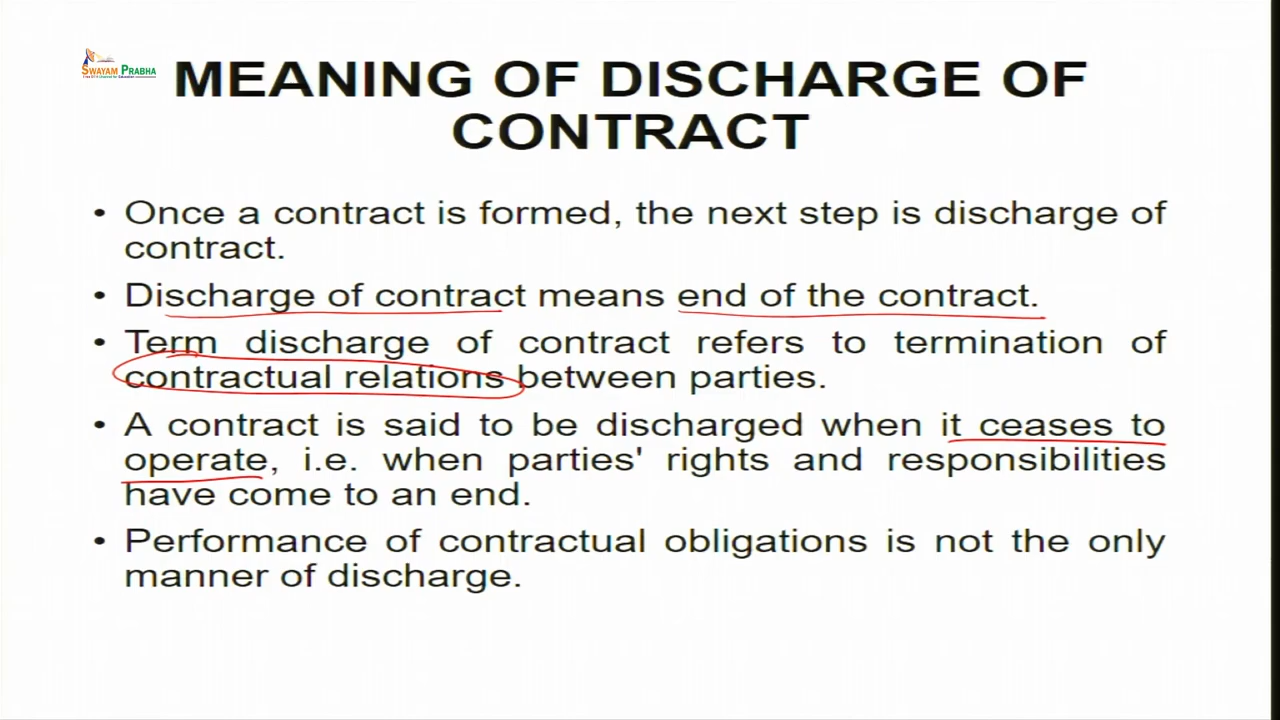 SWAYAM PRABHA
MEANING OF DISCHARGE OF
CONTRACT
• Once a contract is formed, the next step is discharge of
contract.
• Discharge of contract means end of the contract.
• Term discharge of contract refers to termination of
contractual relations between parties.
• A contract is said to be discharged when it ceases to
operate, i.e. when parties' rights and responsibilities
have come to an end.
• Performance of contractual obligations is not the only
manner of discharge.